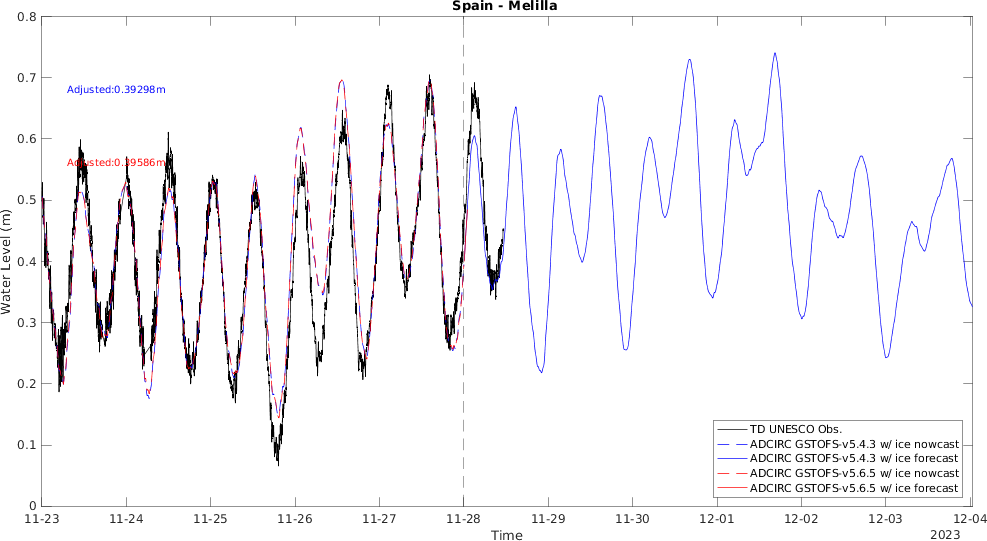 Spain - Melilla
0.8
0.7
0.6
0.5
0.4
0.3
0.2
0.1
0
Water Level (m)
Adjusted:0.39298m
Adjusted:0.39586m
TD UNESCO Obs.
ADCIRC GSTOFS-v5.4.3 w/ ice nowcast
ADCIRC GSTOFS-v5.4.3 w/ ice forecast
ADCIRC GSTOFS-v5.6.5 w/ ice nowcast
ADCIRC GSTOFS-v5.6.5 w/ ice forecast
11-23 11-24 11-25 11-26 11-27 11-28 11-29 11-30 12-01 12-02 12-03 12-04
Time
2023